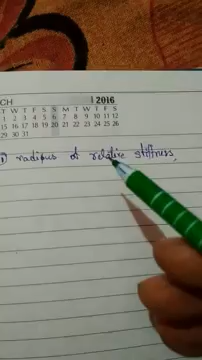 CH 2016
T W T F S S M T W T F S S M T W T F S
1 2 3 4 5 6 7 8 9 10 11 12
15 16 17 18 19 20 21 22 23 24 25 26
29 30 31
radius of relative stiffness,